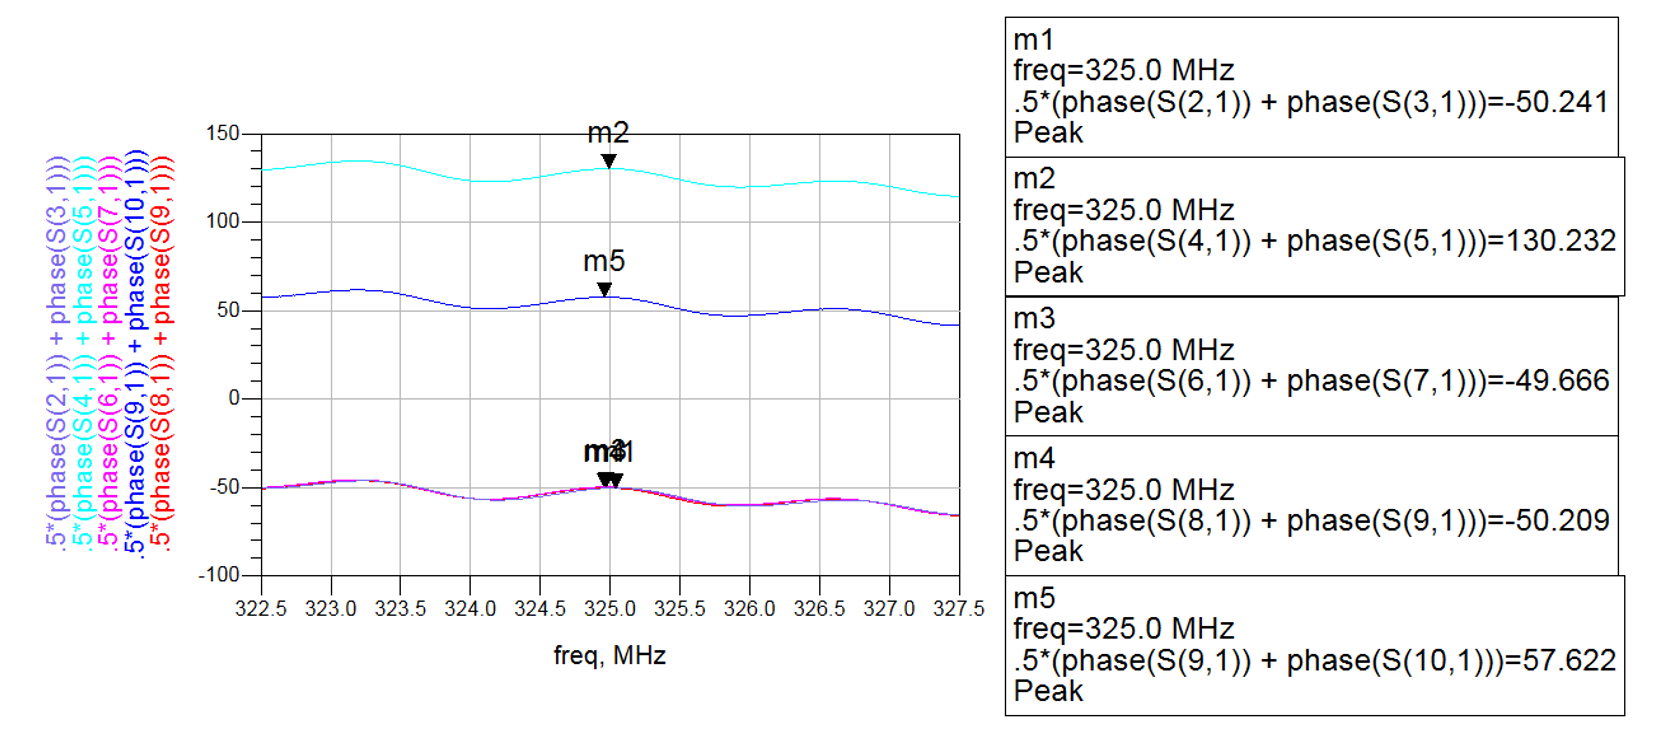 .5*(phase(S(2,1)) + phase(S(3,1)))
.5*(phase(S(4,1)) + phase(S(5,1)))
.5*(phase(S(6,1)) + phase(S(7,1)))
.5*(phase(S(9,1)) + phase(S(10,1)))
.5*(phase(S(8,1)) + phase(S(9,1)))
150
100
50
0
-50
-100
m2
m5
322.5 323.0 323.5 324.0 324.5 325.0 325.5 326.0 326.5 327.0 327.5
freq, MHz
m1
freq=325.0 MHz
.5*(phase(S(2,1)) + phase(S(3,1)))=-50.241
Peak
m2
freq=325.0 MHz
.5*(phase(S(4,1)) + phase(S(5,1)))=130.232
Peak
m3
freq=325.0 MHz
.5*(phase(S(6,1)) + phase(S(7,1)))=-49.666
Peak
m4
freq=325.0 MHz
.5*(phase(S(8,1)) + phase(S(9,1)))=-50.209
Peak
m5
freq=325.0 MHz
.5*(phase(S(9,1)) + phase(S(10,1)))=57.622
Peak